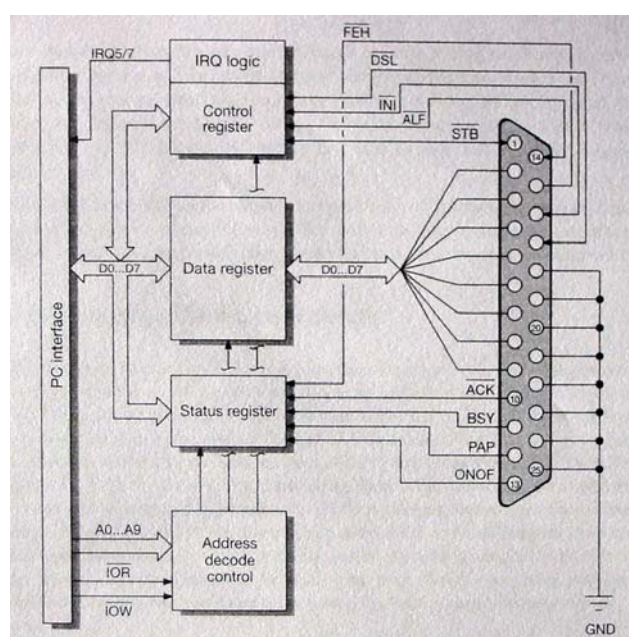 FEH
IRQ5/7
IRQ logic
DSL
Control
register
INI
ALF
STB
1
14
D0...D7
Data register
D0...D7
PC interface
20
Status register
ACK
10
BSY
PAP
25
ONOF
13
A0...A9
Address
decode
control
IOR
IOW
GND